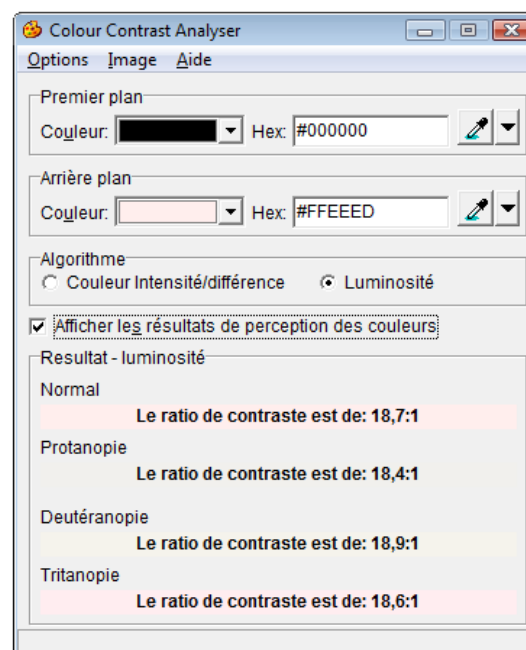 Colour Contrast Analyser
Options Image Aide
Premier plan
Couleur: Hex: #000000
Arrière plan
Couleur: Hex: #FFEEED
Algorithme
Couleur Intensité/différence Luminosité
Afficher les résultats de perception des couleurs
Resultat - luminosité
Normal
Le ratio de contraste est de: 18,7:1
Protanopie
Le ratio de contraste est de: 18,4:1
Deutéranopie
Le ratio de contraste est de: 18,9:1
Tritanopie
Le ratio de contraste est de: 18,6:1